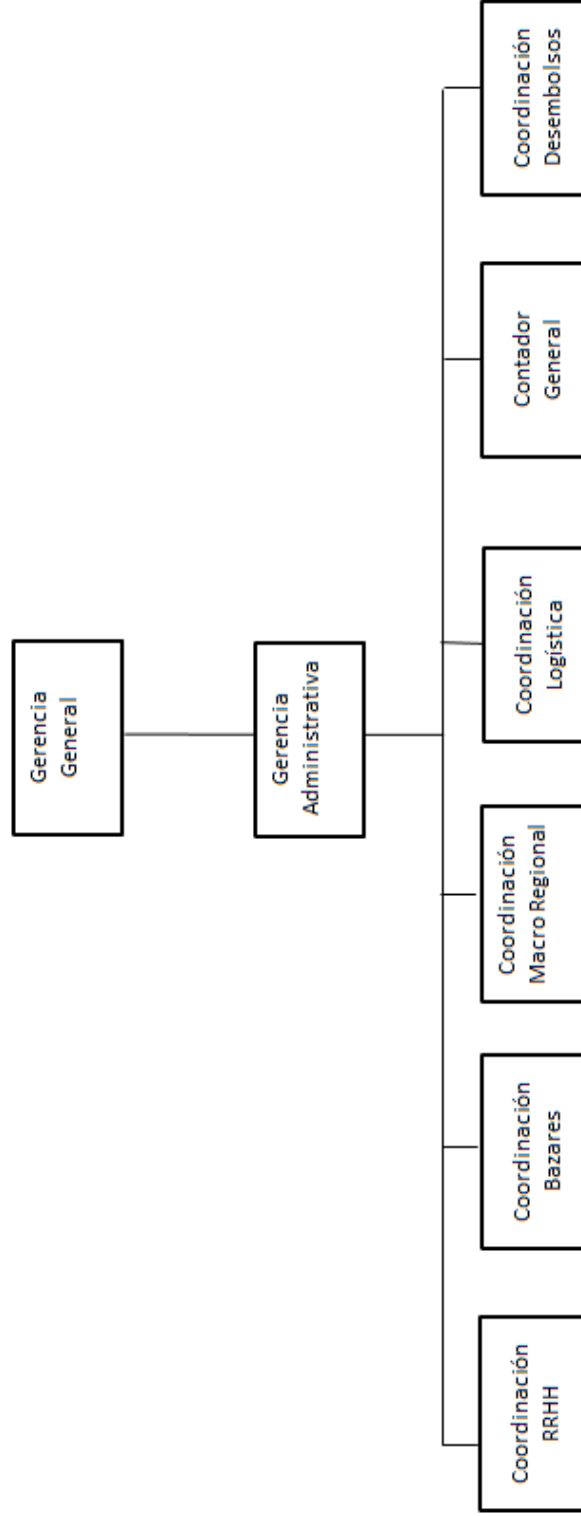 Gerencia
General
Gerencia
Administrativa
Coordinación
RRHH
Coordinación
Bazares
Coordinación
Macro Regional
Coordinación
Logística
Contador
General
Coordinación
Desembolsos